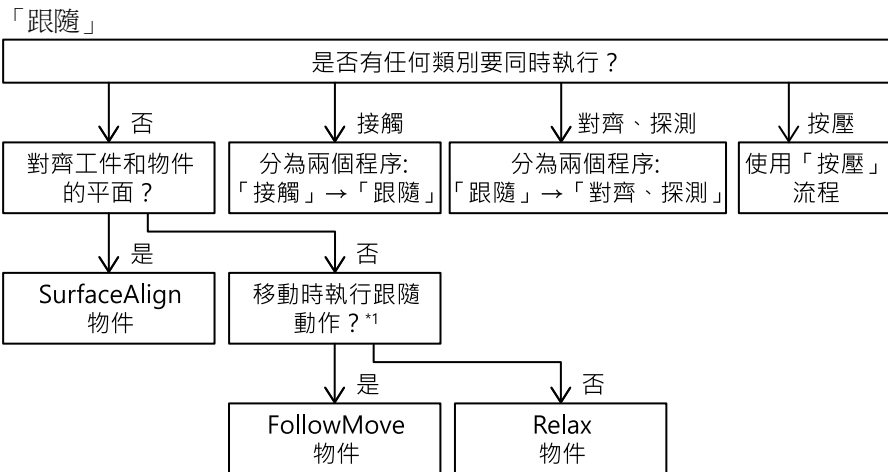 「跟隨」
是否有任何類別要同時執行？
否
接觸
對齊、探測
按壓
對齊工件和物件
的平面？
分為兩個程序:
「接觸」→「跟隨」
分為兩個程序:
「跟隨」→「對齊、探測」
使用「按壓」
流程
是
否
SurfaceAlign
物件
移動時執行跟隨
動作？*1
是
否
FollowMove
物件
Relax
物件